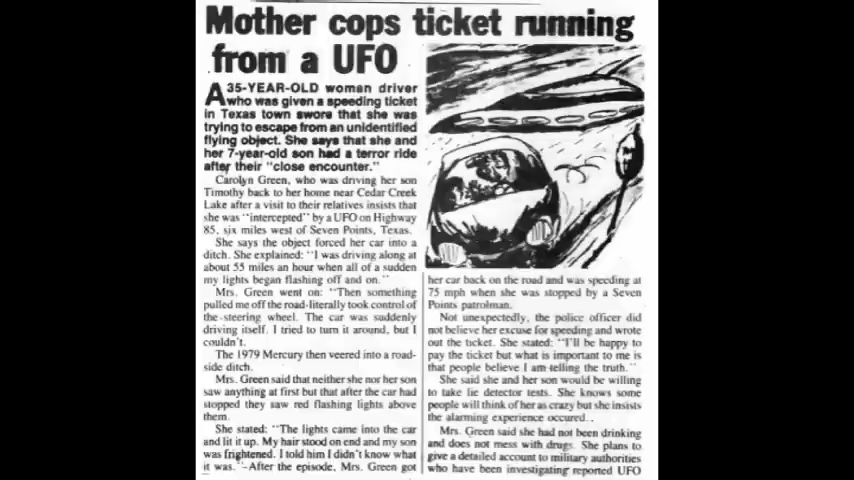 Mother cops ticket running
from a UFO
A 35-YEAR-OLD woman driver
who was given a speeding ticket
in Texas town swore that she was
trying to escape from an unidentified
flying object. She says that she and
her 7-year-old son had a terror ride
after their "close encounter."
Carolyn Green, who was driving her son
Timothy back to her home near Cedar Creek
Lake after a visit to their relatives insists that
she was "intercepted" by a UFO on Highway
85, six miles west of Seven Points, Texas.
She says the object forced her car into a
ditch. She explained: "I was driving along at
about 55 miles an hour when all of a sudden
my lights began flashing off and on."
Mrs. Green went on: "Then something
pulled me off the road-literally took control of
the-steering wheel. The car was suddenly
driving itself. I tried to turn it around, but I
couldn't.
The 1979 Mercury then veered into a road-
side ditch.
Mrs. Green said that neither she nor her son
saw anything at first but that after the car had
stopped they saw red flashing lights above
them.
She stated: "The lights came into the car
and lit it up. My hair stood on end and my son
was frightened. I told him I didn't know what
it was."-After the episode, Mrs. Green got
her car back on the road and was speeding at
75 mph when she was stopped by a Seven
Points patrolman.
Not unexpectedly, the police officer did
not believe her excuse for speeding and wrote
out the ticket. She stated: "I'll be happy to
pay the ticket but what is important to me is
that people believe I am telling the truth."
She said she and her son would be willing
to take lie detector tests. She knows some
people will think of her as crazy but she insists
the alarming experience occured..
Mrs. Green said she had not been drinking
and does not mess with drugs. She plans to
give a detailed account to military authorities
who have been investigating reported UFO